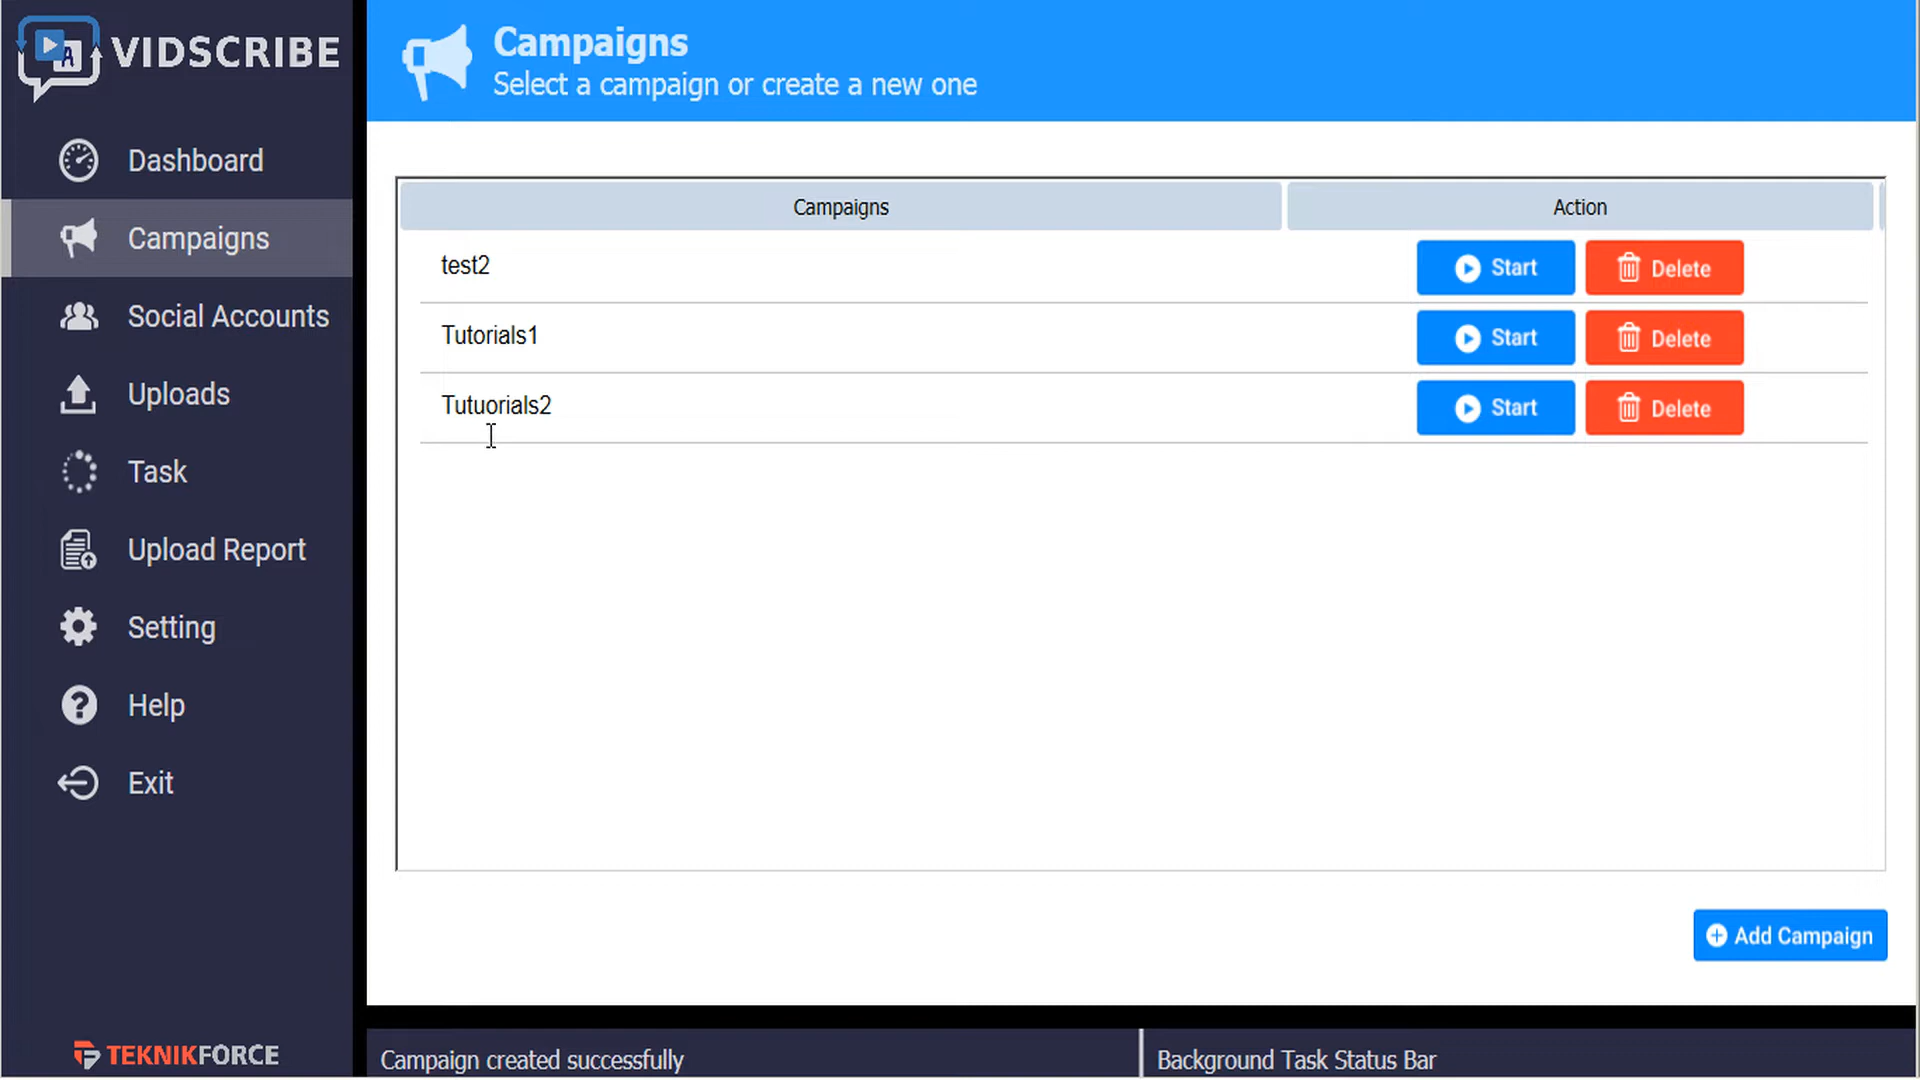 VIDSCRIBE
Dashboard
Campaigns
Social Accounts
Uploads
Task
Upload Report
Setting
Help
Exit
TEKNIKFORCE
Campaigns
Select a campaign or create a new one
Campaigns Action
test2 Start Delete
Tutorials1 Start Delete
Tutuorials2 Start Delete
Add Campaign
Campaign created successfully
Background Task Status Bar